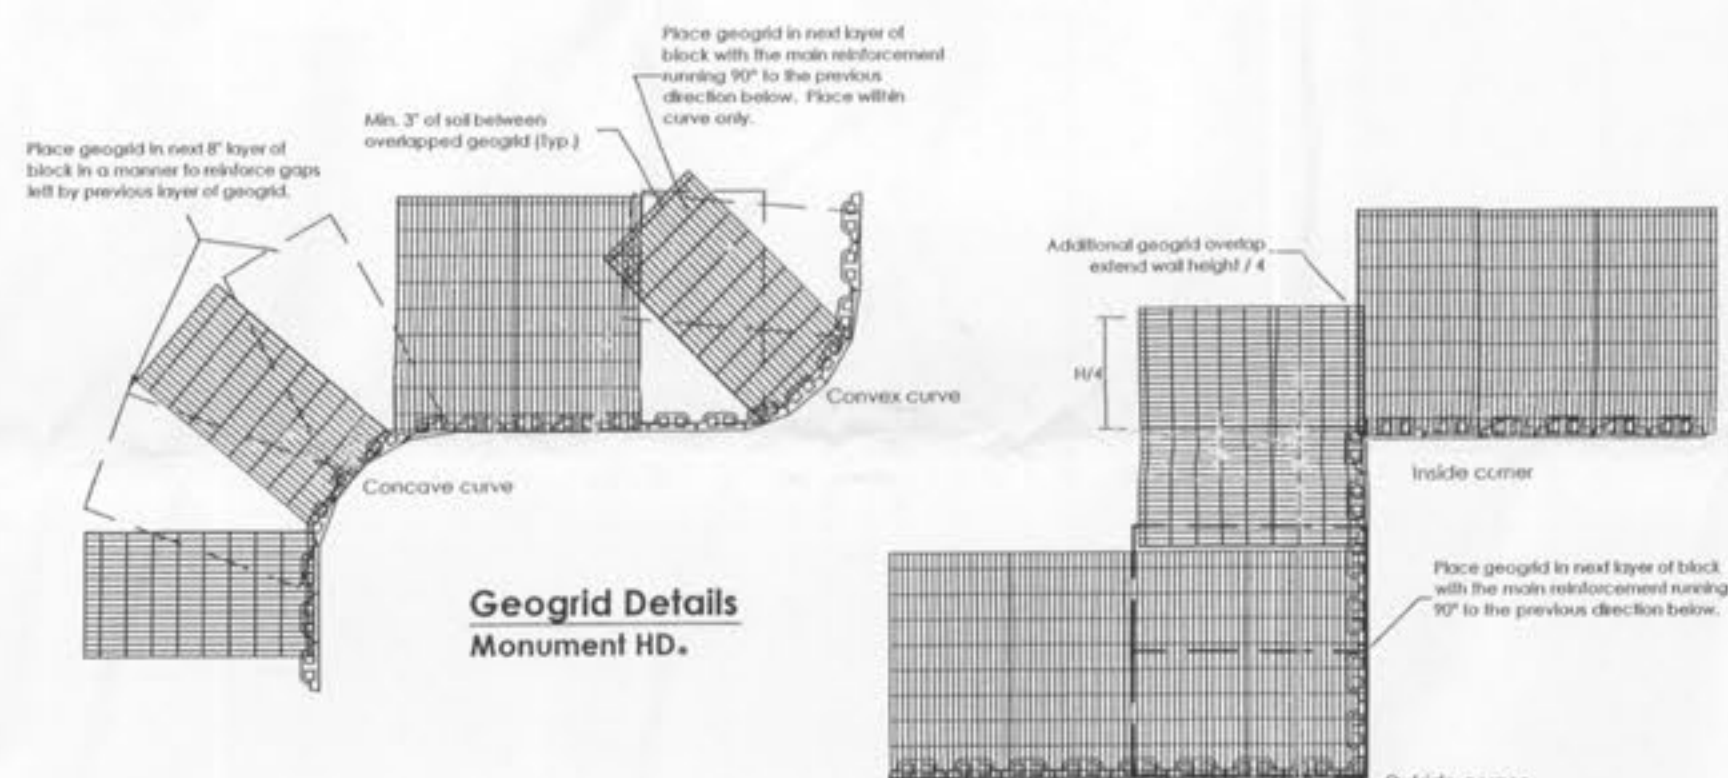 Place geogrid in next layer of
block with the main reinforcement
running 90° to the previous
direction below. Place within
curve only.
Min. 3" of soil between
overlapped geogrid (Typ.)
Place geogrid in next 8" layer of
block in a manner to reinforce gaps
left by previous layer of geogrid.
Additional geogrid overlap
extend wall height / 4
H/4
Convex curve
Concave curve
Inside corner
Geogrid Details
Monument HD.
Place geogrid in next layer of block
with the main reinforcement running
90° to the previous direction below.